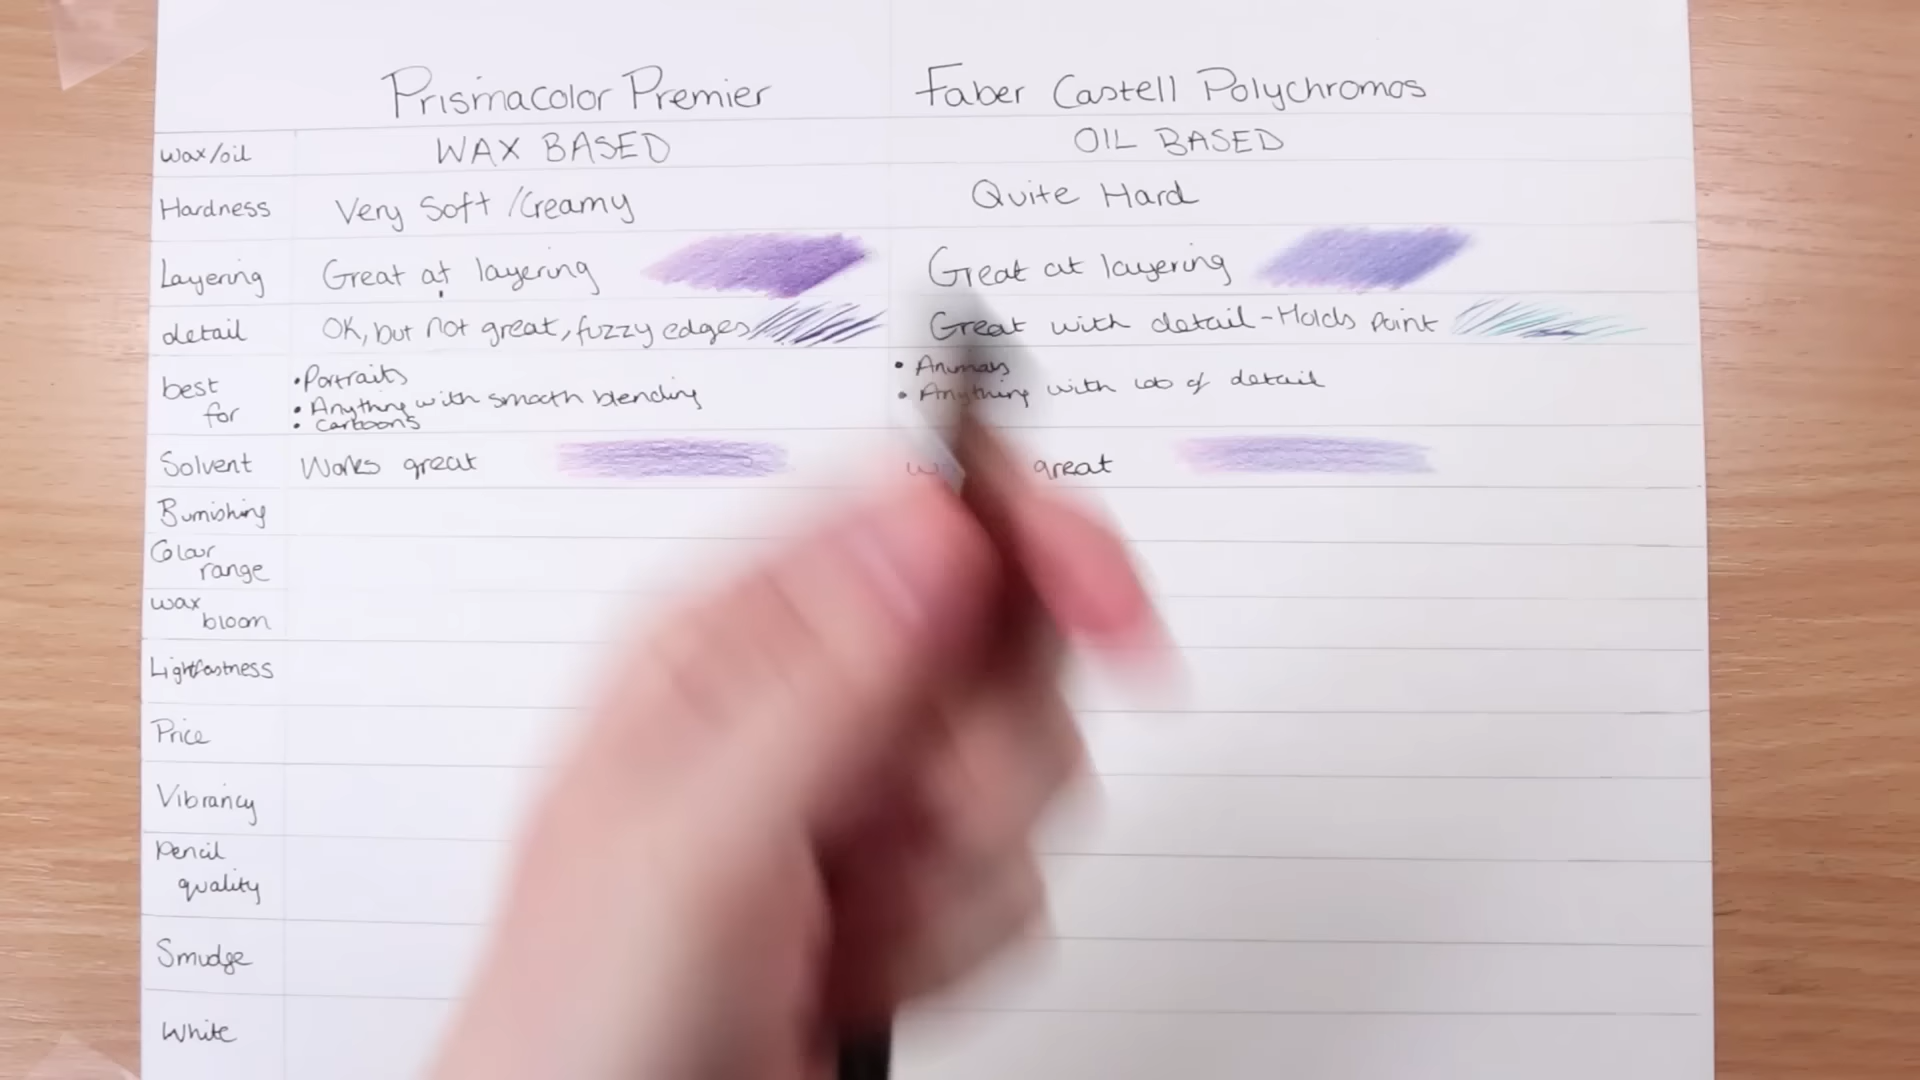 Prismacolor Premier Faber Castell Polychromos
wax/oil WAX BASED OIL BASED
Hardness Very Soft /Creamy Quite Hard
Layering Great at layering Great at layering
detail OK, but not great, fuzzy edges Great with detail - Holds point
best for • Portraits • Animals
• Anything with smooth blending • Anything with lots of detail
• Cartoons
Solvent Works great great
Burnishing
Colour
range
wax
bloom
Lightfastness
Price
Vibrancy
Pencil
quality
Smudge
White